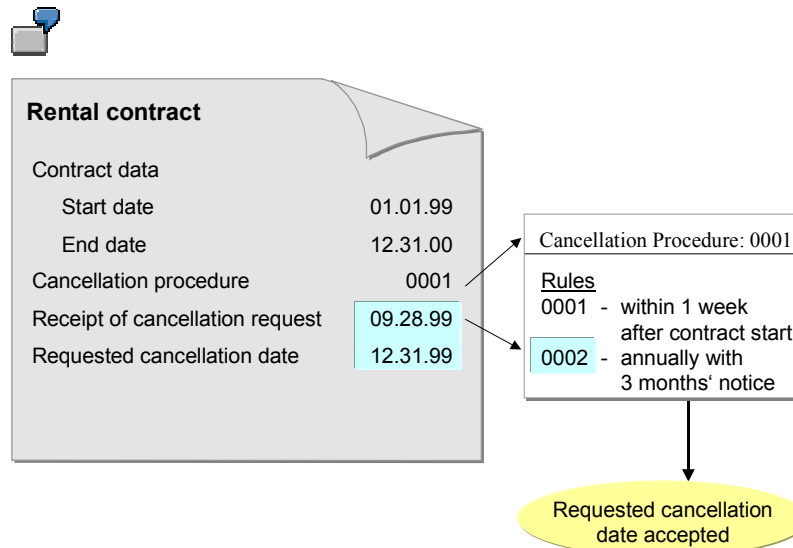 Rental contract
Contract data
Start date 01.01.99
End date 12.31.00
Cancellation procedure 0001
Receipt of cancellation request 09.28.99
Requested cancellation date 12.31.99
Cancellation Procedure: 0001
Rules
0001 - within 1 week
after contract start
0002 - annually with
3 months‘ notice
Requested cancellation
date accepted